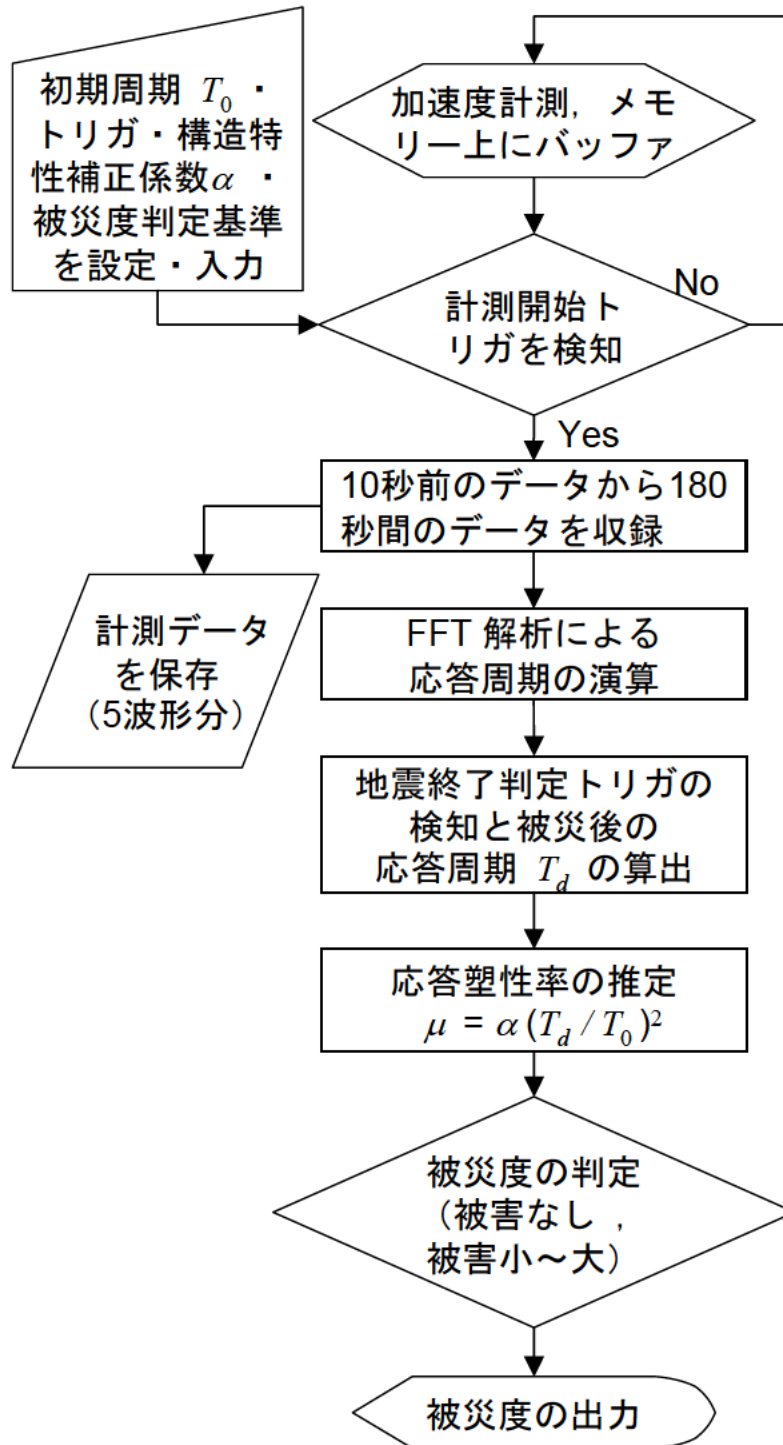 初期周期 T₀ ・
トリガ・構造特
性補正係数α ・
被災度判定基準
を設定・入力
加速度計測，メモ
リー上にバッファ
計測開始ト
リガを検知
No
Yes
10秒前のデータから180
秒間のデータを収録
計測データ
を保存
（5波形分）
FFT 解析による
応答周期の演算
地震終了判定トリガの
検知と被災後の
応答周期 T_d の算出
応答塑性率の推定
μ = α (T_d / T₀ )²
被災度の判定
（被害なし ，
被害小～大）
被災度の出力